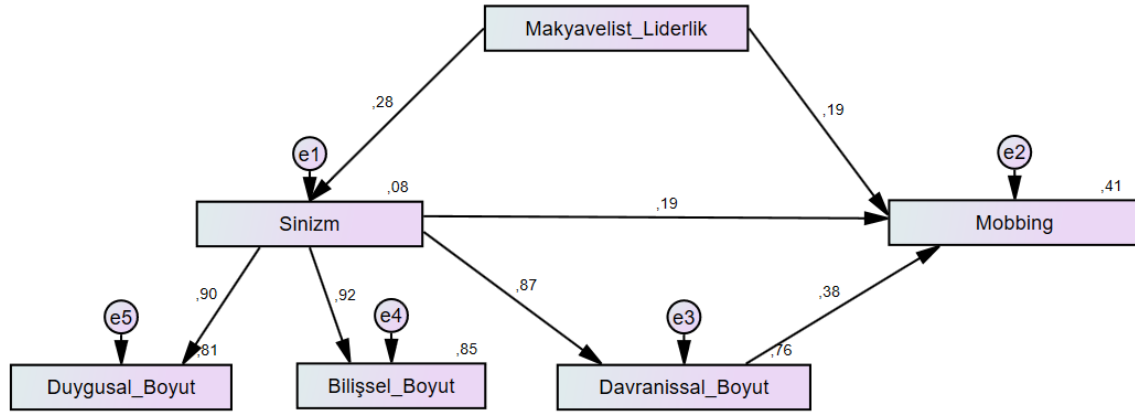 Makyavelist_Liderlik
,28
,19
e1
e2
,08
,41
Sinizm
,19
Mobbing
,90
,92
,87
,38
e5
e4
e3
,81
,85
,76
Duygusal_Boyut
Bilişsel_Boyut
Davranissal_Boyut